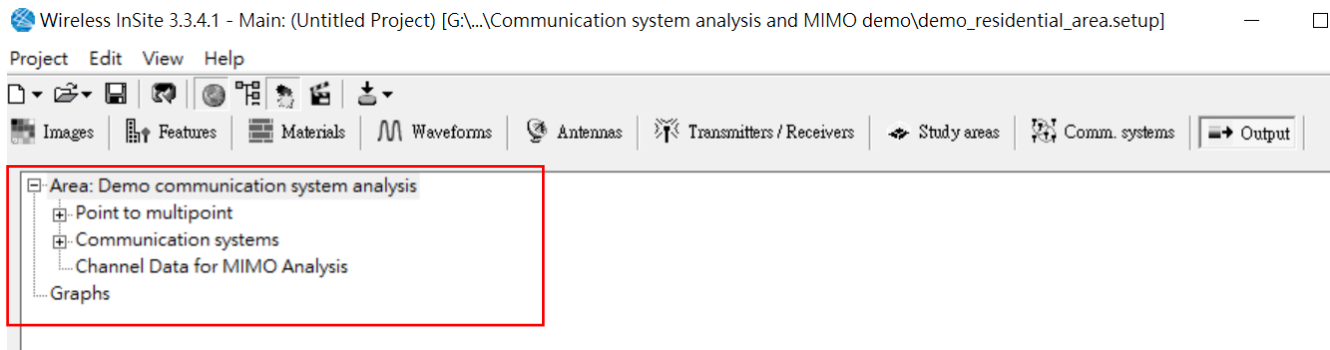 Wireless InSite 3.3.4.1 - Main: (Untitled Project) [G:\...\Communication system analysis and MIMO demo\demo_residential_area.setup]
Project Edit View Help
Images Features Materials Waveforms Antennas Transmitters / Receivers Study areas Comm. systems Output
Area: Demo communication system analysis
Point to multipoint
Communication systems
Channel Data for MIMO Analysis
Graphs